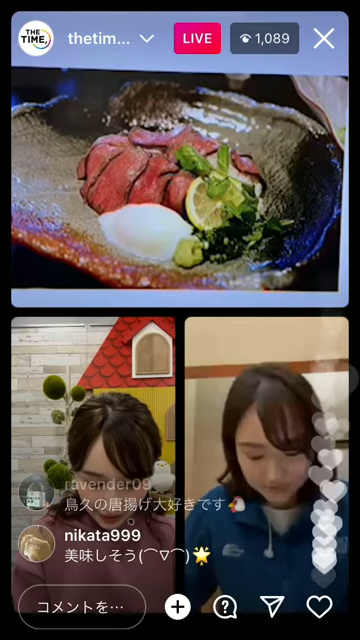 THE
TIME,
thetim...
LIVE
1,089
ravender09
鳥久の唐揚げ大好きです🐔
nikata999
美味しそう(⌒∇⌒)🌟
コメントを…